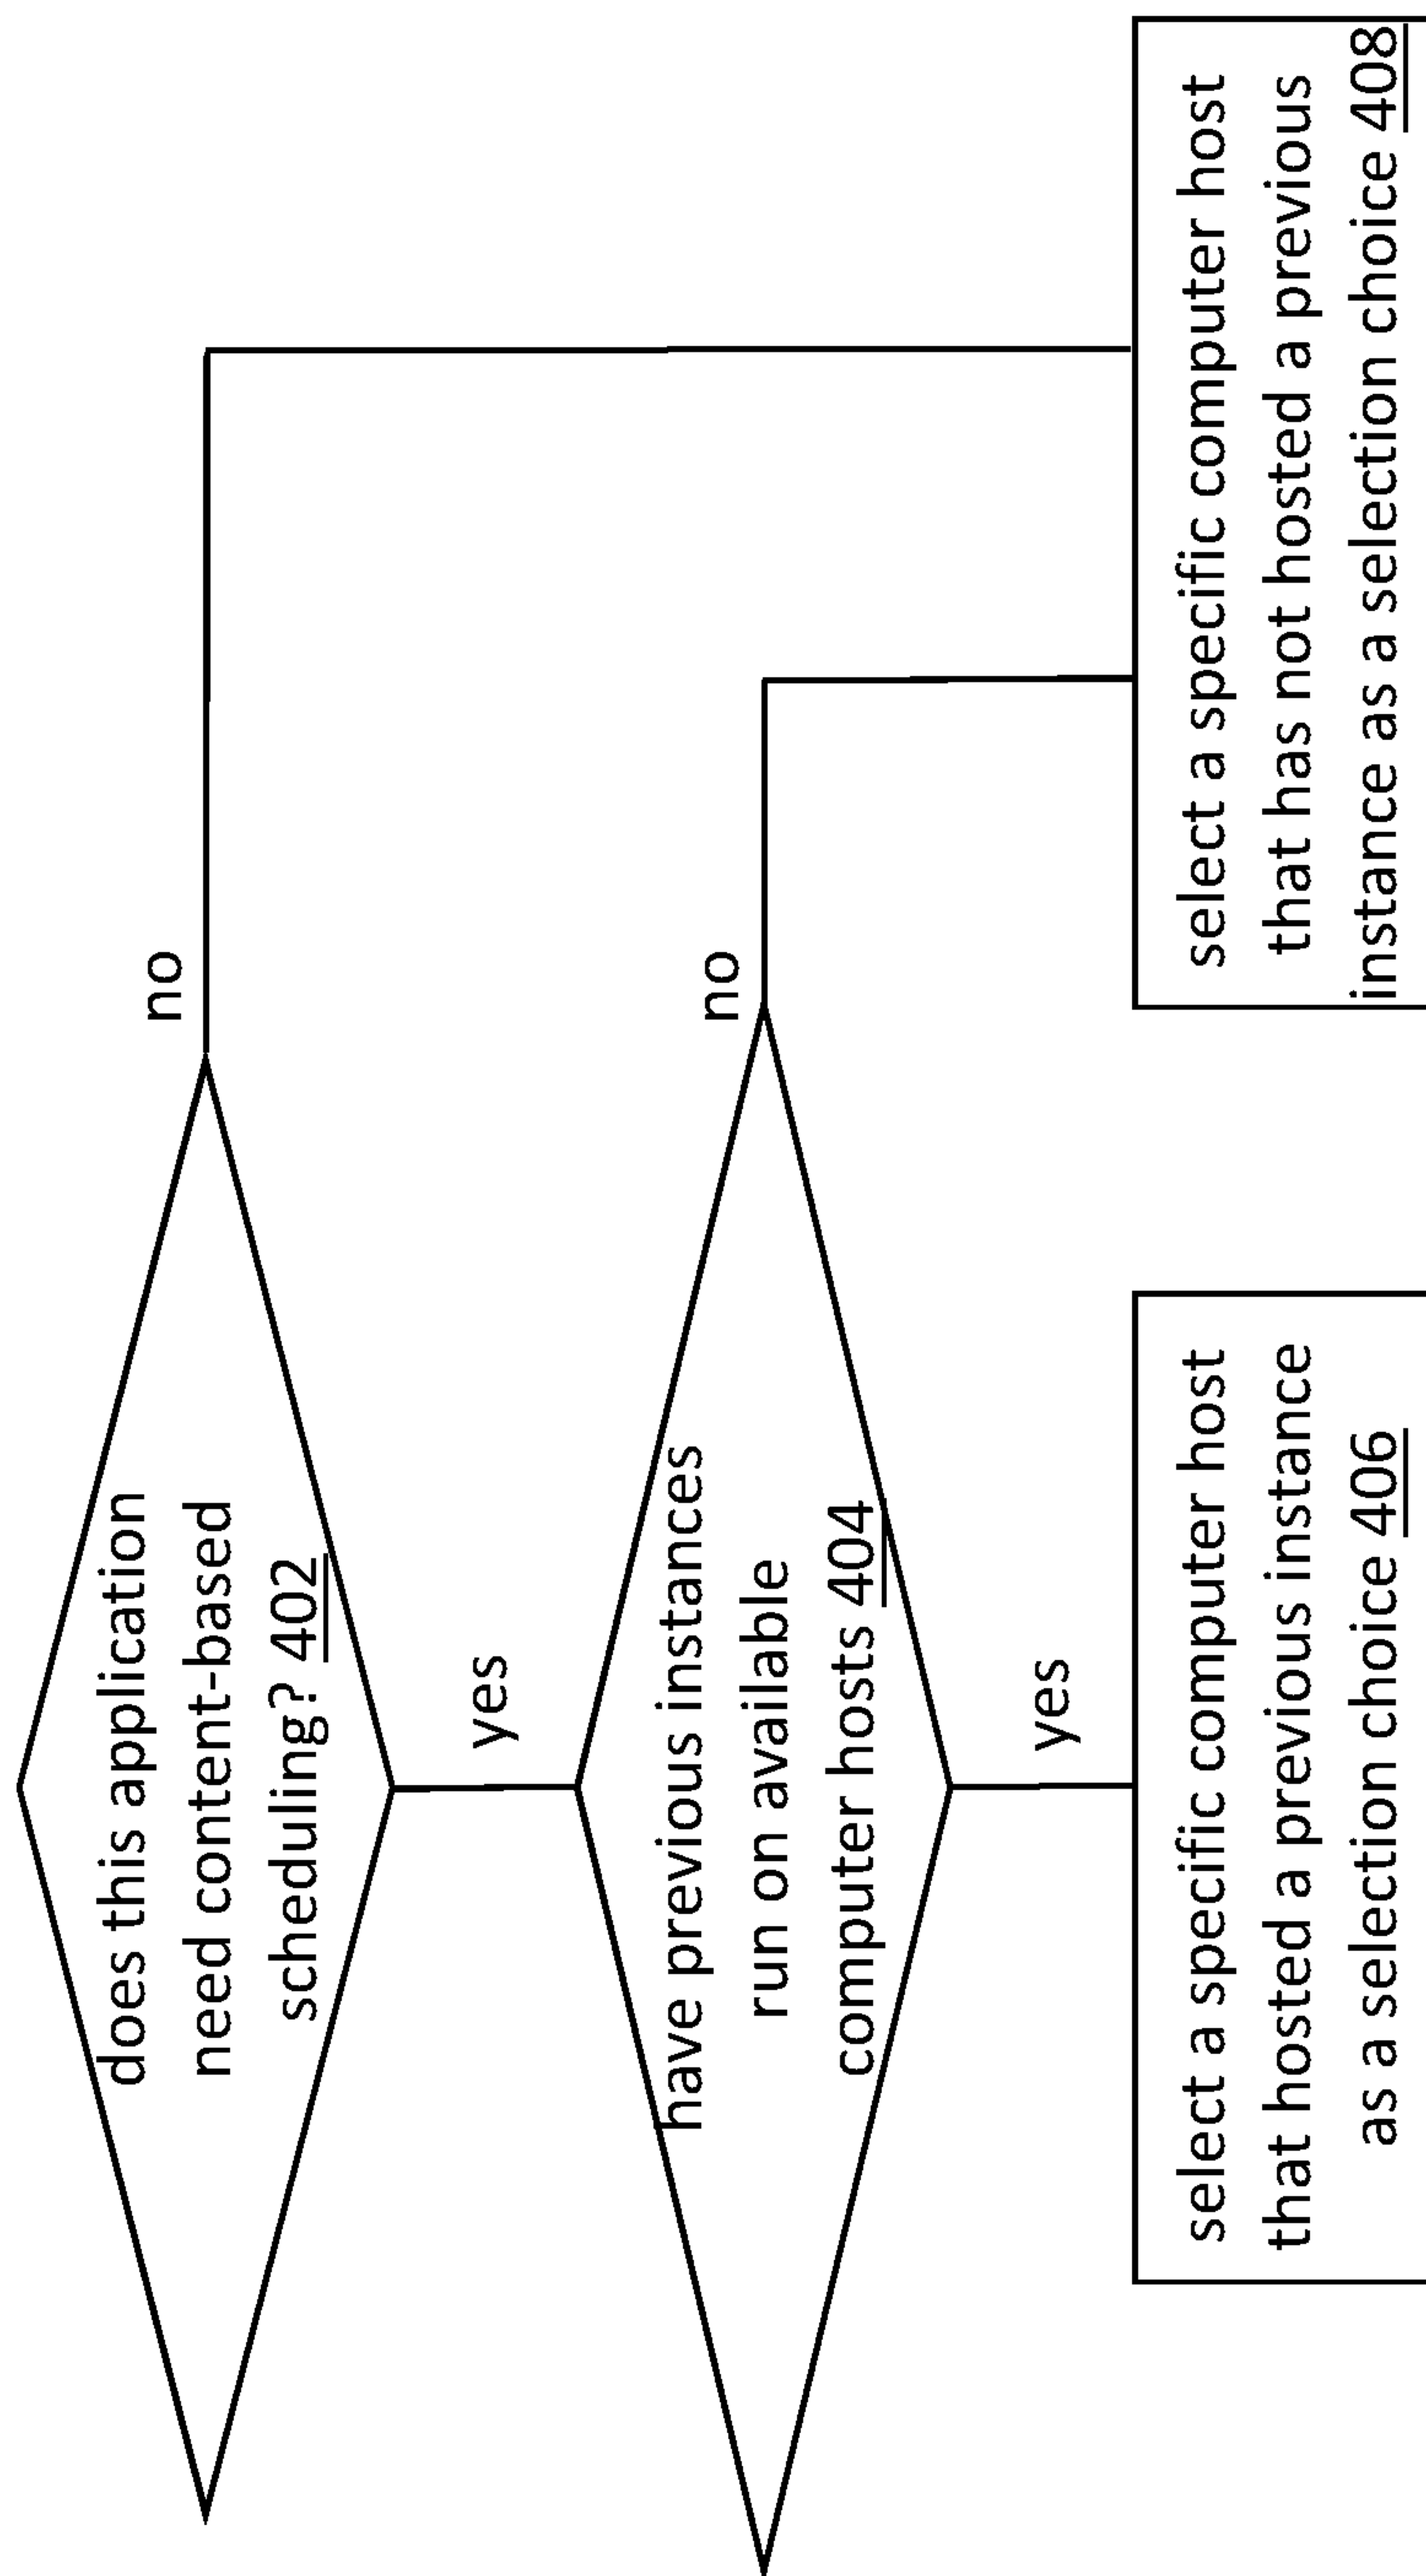 does this application
need content-based
scheduling? 402
no
yes
have previous instances
run on available
computer hosts 404
no
yes
select a specific computer host
that hosted a previous instance
as a selection choice 406
select a specific computer host
that has not hosted a previous
instance as a selection choice 408